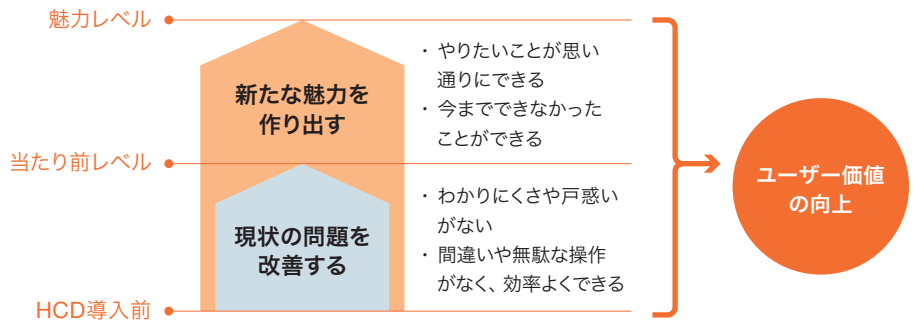 魅力レベル
新たな魅力を
作り出す
・ やりたいことが思い
通りにできる
・ 今までできなかった
ことができる
当たり前レベル
現状の問題を
改善する
・ わかりにくさや戸惑い
がない
・ 間違いや無駄な操作
がなく、効率よくできる
HCD導入前
ユーザー価値
の向上